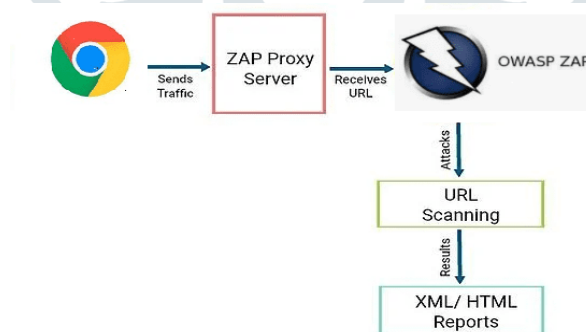 ZAP Proxy
Server
Sends
Traffic
Receives
URL
OWASP ZAP
Attacks
URL
Scanning
Results
XML/ HTML
Reports